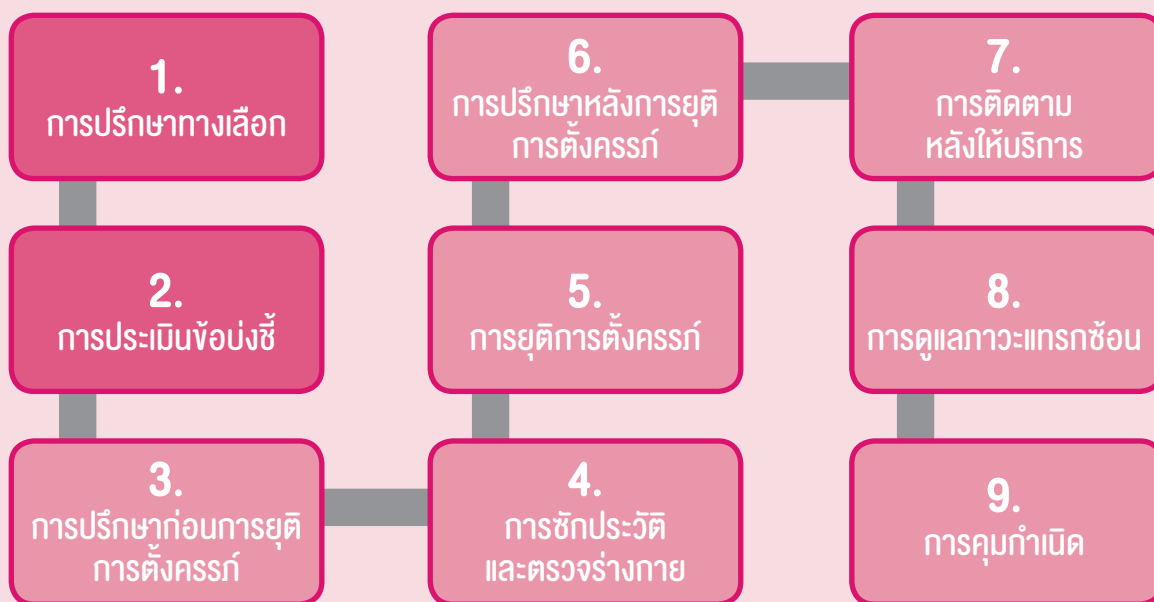 1.
การปรึกษาทางเลือก
2.
การประเมินข้อบ่งชี้
3.
การปรึกษาก่อนการยุติ
การตั้งครรภ์
4.
การซักประวัติ
และตรวจร่างกาย
5.
การยุติการตั้งครรภ์
6.
การปรึกษาหลังการยุติ
การตั้งครรภ์
7.
การติดตาม
หลังให้บริการ
8.
การดูแลภาวะแทรกซ้อน
9.
การคุมกำเนิด